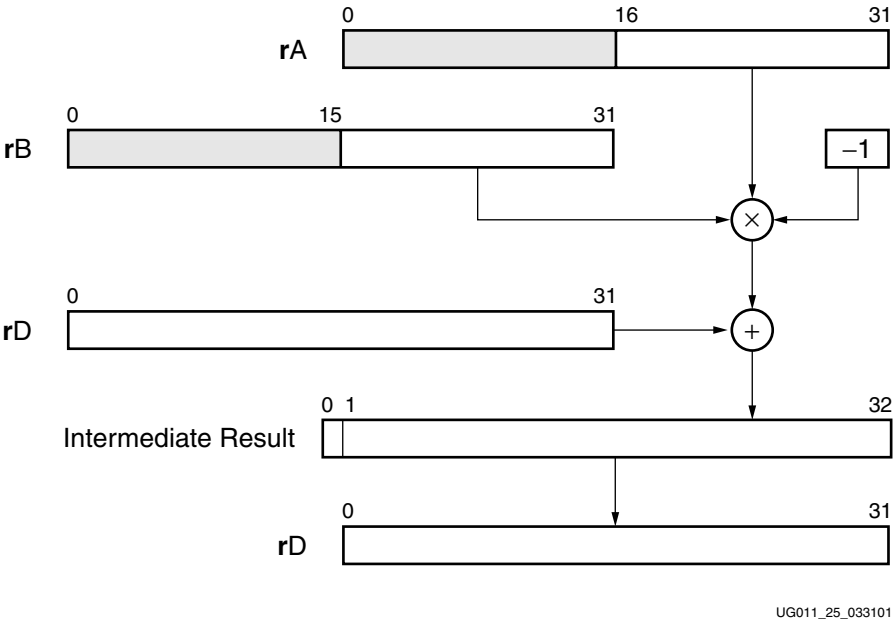 0 16 31
rA
0 15 31
rB
−1
×
0 31
rD
+
0 1 32
Intermediate Result
0 31
rD
UG011_25_033101